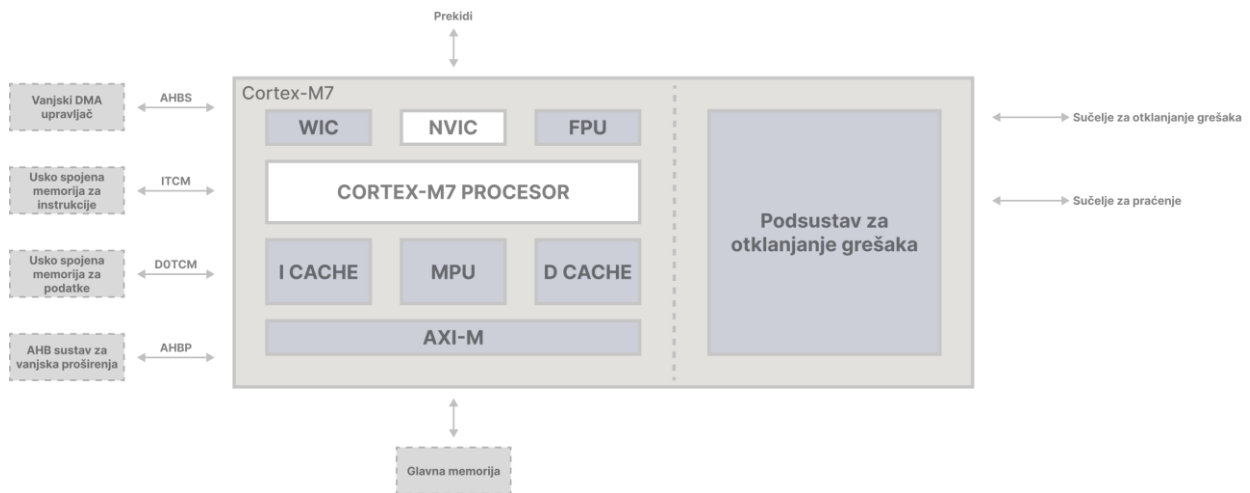 Prekidi
Vanjski DMA
upravljač
AHBS
Cortex-M7
WIC
NVIC
FPU
Sučelje za otklanjanje grešaka
Usko spojena
memorija za
instrukcije
ITCM
CORTEX-M7 PROCESOR
Podsustav za
otklanjanje grešaka
Sučelje za praćenje
Usko spojena
memorija za
podatke
D0TCM
I CACHE
MPU
D CACHE
AHB sustav za
vanjska proširenja
AHBP
AXI-M
Glavna memorija